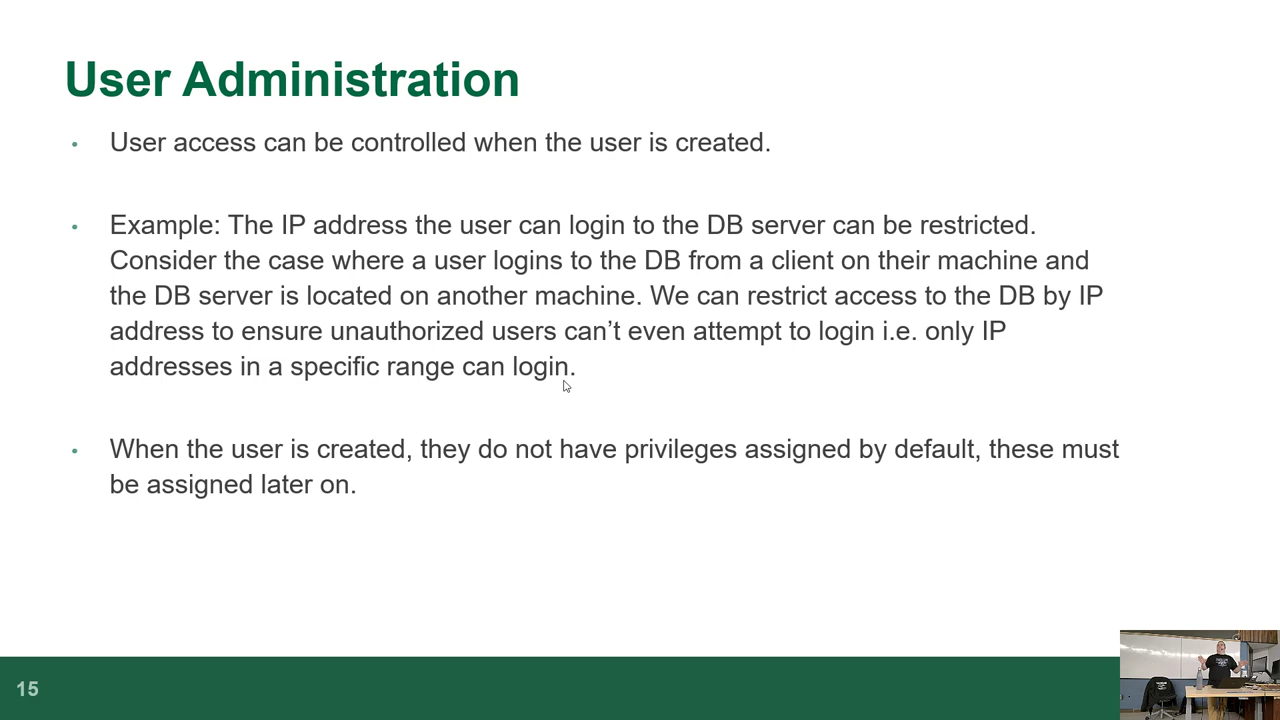 User Administration
• User access can be controlled when the user is created.
• Example: The IP address the user can login to the DB server can be restricted.
Consider the case where a user logins to the DB from a client on their machine and
the DB server is located on another machine. We can restrict access to the DB by IP
address to ensure unauthorized users can’t even attempt to login i.e. only IP
addresses in a specific range can login.
• When the user is created, they do not have privileges assigned by default, these must
be assigned later on.
15